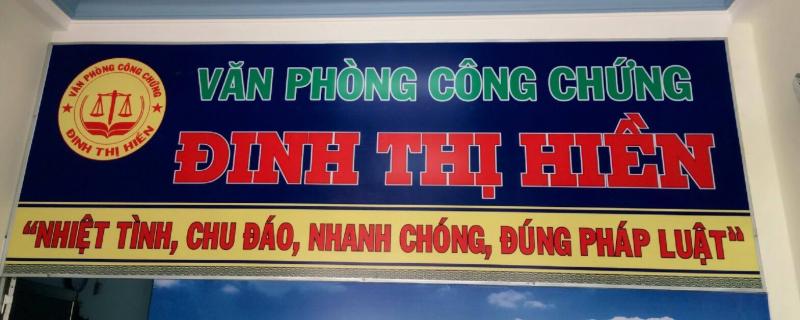 VĂN PHÒNG CÔNG CHỨNG
ĐINH THỊ HIỀN
VĂN PHÒNG CÔNG CHỨNG
ĐINH THỊ HIỀN
"NHIỆT TÌNH, CHU ĐÁO, NHANH CHÓNG, ĐÚNG PHÁP LUẬT"